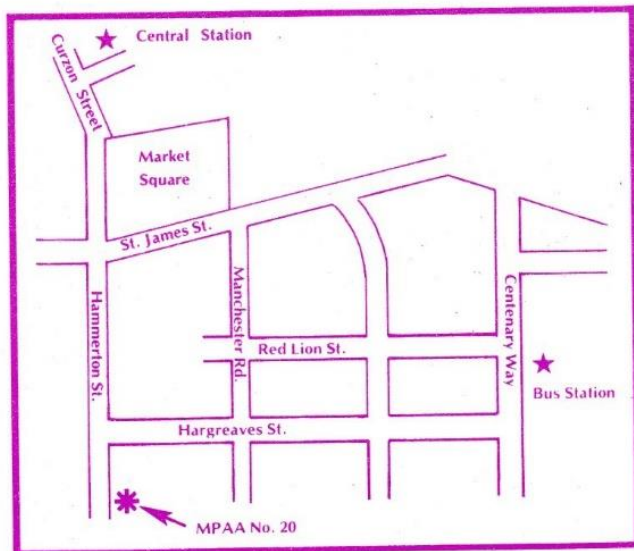 Central Station
Curzon Street
Market
Square
St. James St.
Hammerton St.
Manchester Rd.
Centenary Way
Red Lion St.
Bus Station
Hargreaves St.
MPAA No. 20